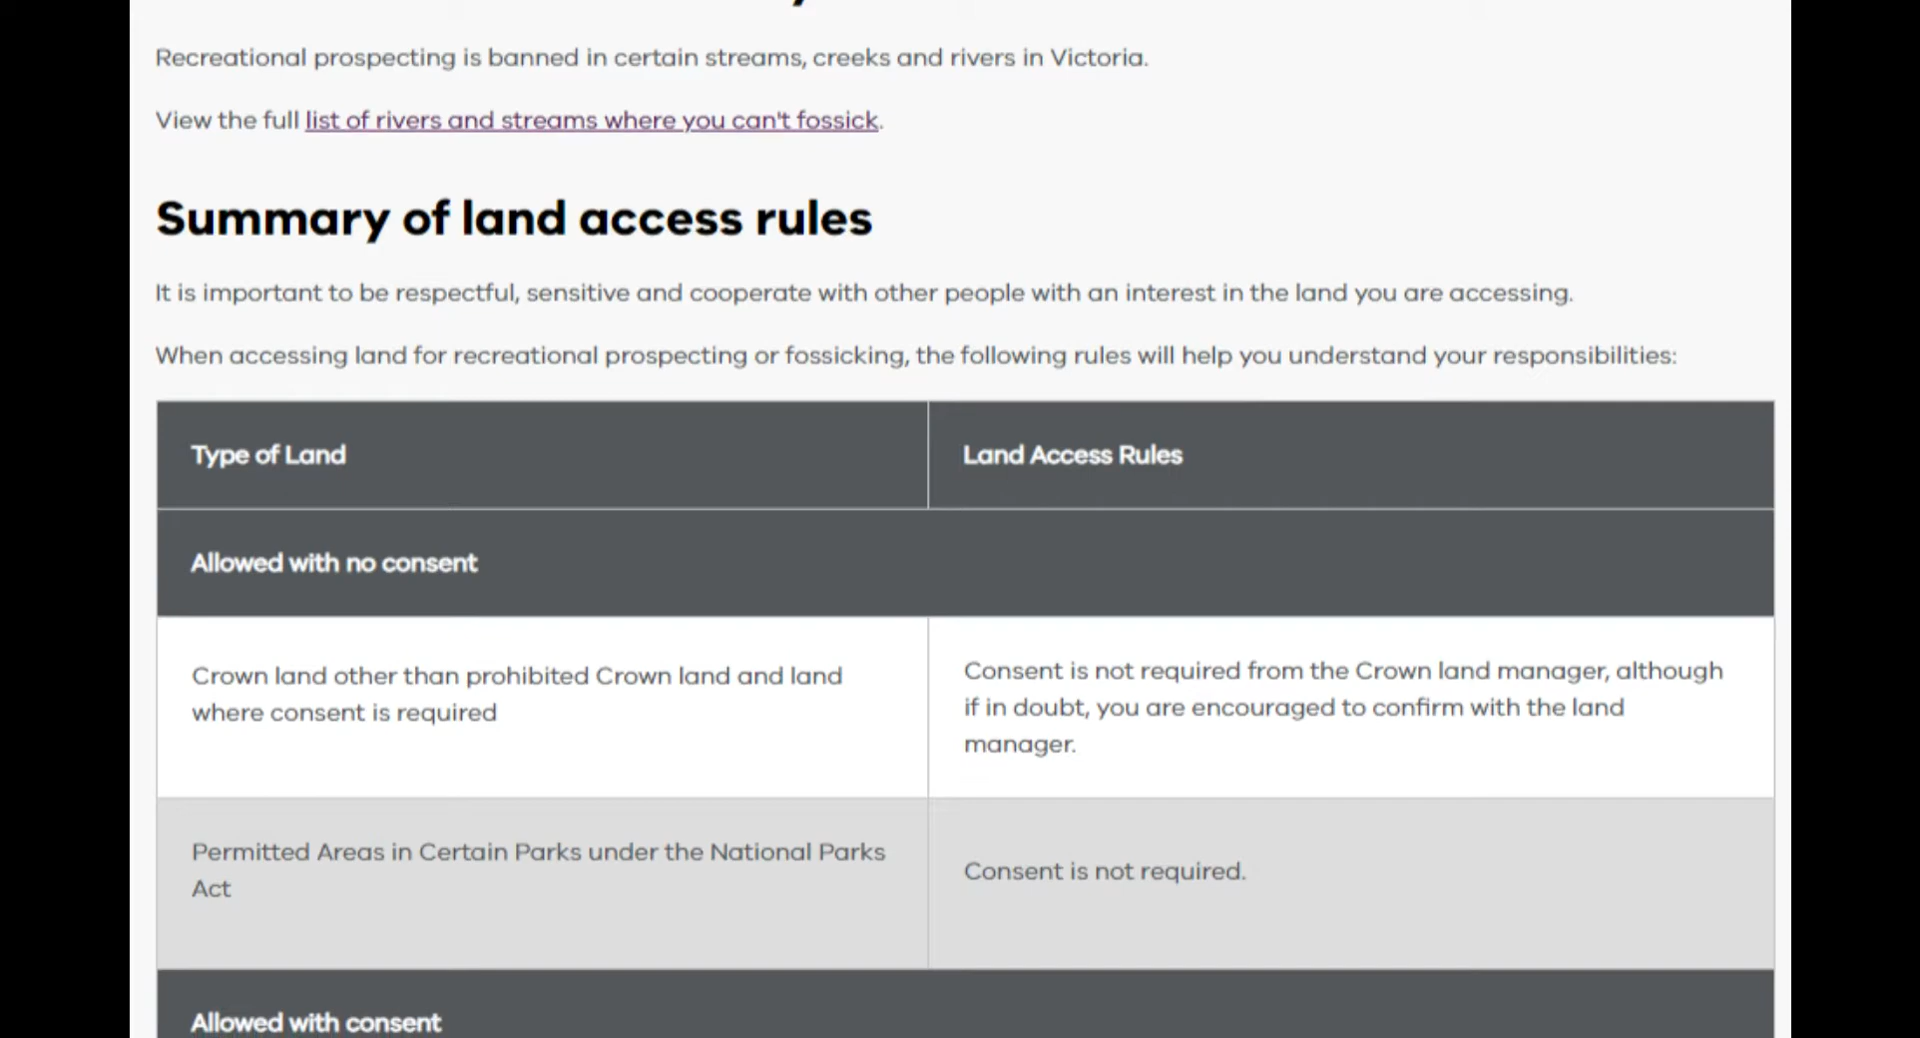 Recreational prospecting is banned in certain streams, creeks and rivers in Victoria.
View the full list of rivers and streams where you can't fossick.
Summary of land access rules
It is important to be respectful, sensitive and cooperate with other people with an interest in the land you are accessing.
When accessing land for recreational prospecting or fossicking, the following rules will help you understand your responsibilities:
Type of Land
Land Access Rules
Allowed with no consent
Crown land other than prohibited Crown land and land
where consent is required
Consent is not required from the Crown land manager, although
if in doubt, you are encouraged to confirm with the land
manager.
Permitted Areas in Certain Parks under the National Parks
Act
Consent is not required.
Allowed with consent